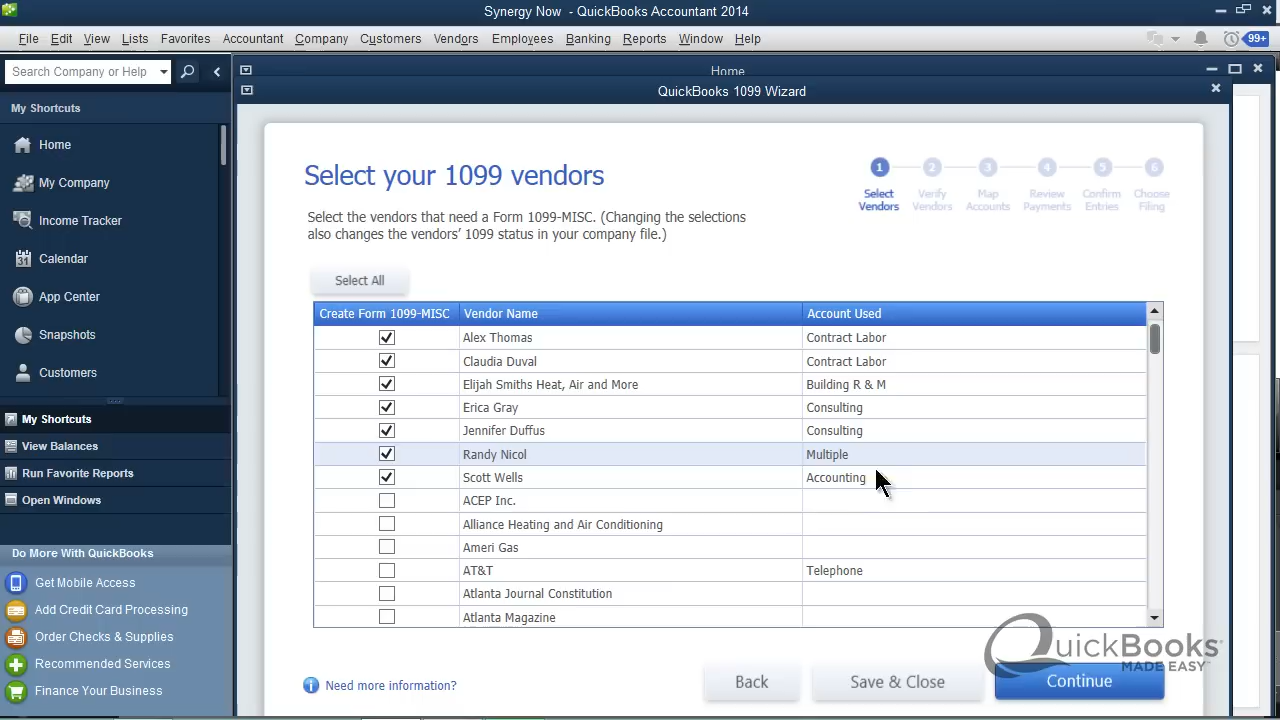 Synergy Now - QuickBooks Accountant 2014
File Edit View Lists Favorites Accountant Company Customers Vendors Employees Banking Reports Window Help
99+
Search Company or Help
Home
QuickBooks 1099 Wizard
My Shortcuts
Home
My Company
Income Tracker
31
Calendar
App Center
Snapshots
Customers
My Shortcuts
View Balances
Run Favorite Reports
Open Windows
Do More With QuickBooks
Get Mobile Access
Add Credit Card Processing
Order Checks & Supplies
Recommended Services
Finance Your Business
Select your 1099 vendors
1 2 3 4 5 6
Select Vendors
Verify Vendors
Map Accounts
Review Payments
Confirm Entries
Choose Filing
Select the vendors that need a Form 1099-MISC. (Changing the selections
also changes the vendors' 1099 status in your company file.)
Select All
Create Form 1099-MISC Vendor Name Account Used
Alex Thomas Contract Labor
Claudia Duval Contract Labor
Elijah Smiths Heat, Air and More Building R & M
Erica Gray Consulting
Jennifer Duffus Consulting
Randy Nicol Multiple
Scott Wells Accounting
ACEP Inc.
Alliance Heating and Air Conditioning
Ameri Gas
AT&T Telephone
Atlanta Journal Constitution
Atlanta Magazine
QuickBooks
MADE EASY™
Need more information?
Back Save & Close Continue